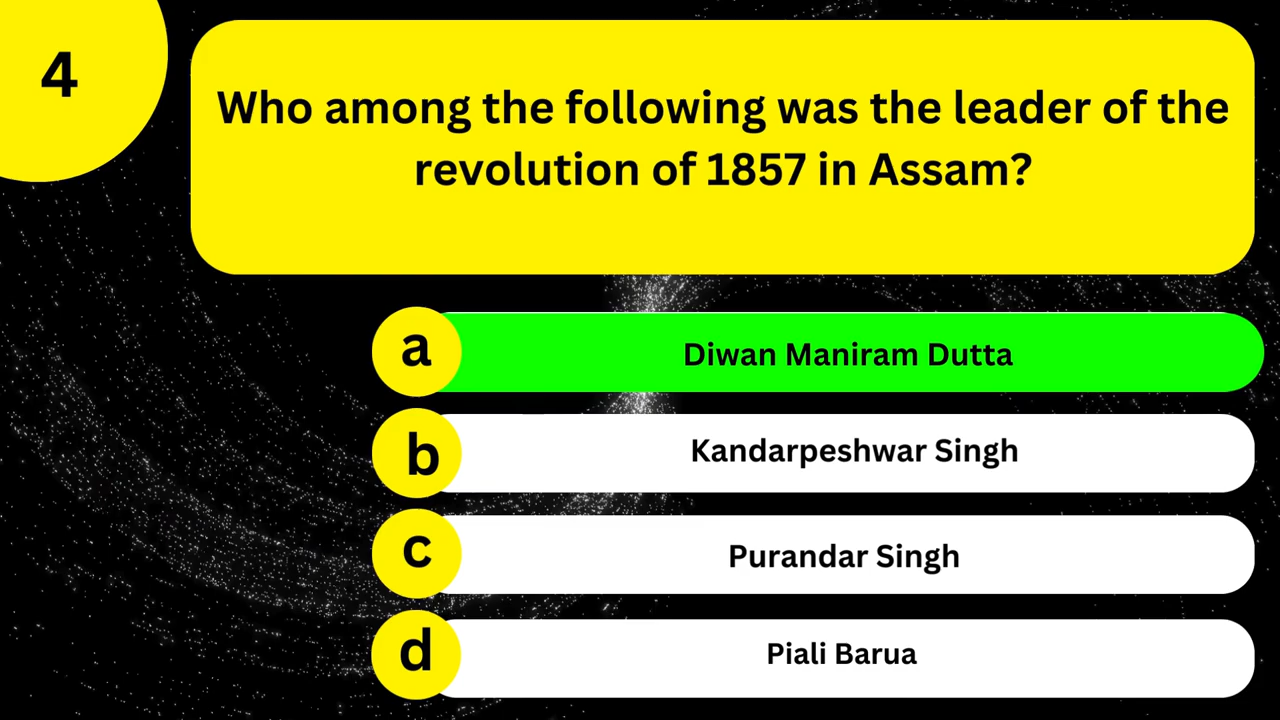 4
Who among the following was the leader of the
revolution of 1857 in Assam?
a
Diwan Maniram Dutta
b
Kandarpeshwar Singh
c
Purandar Singh
d
Piali Barua